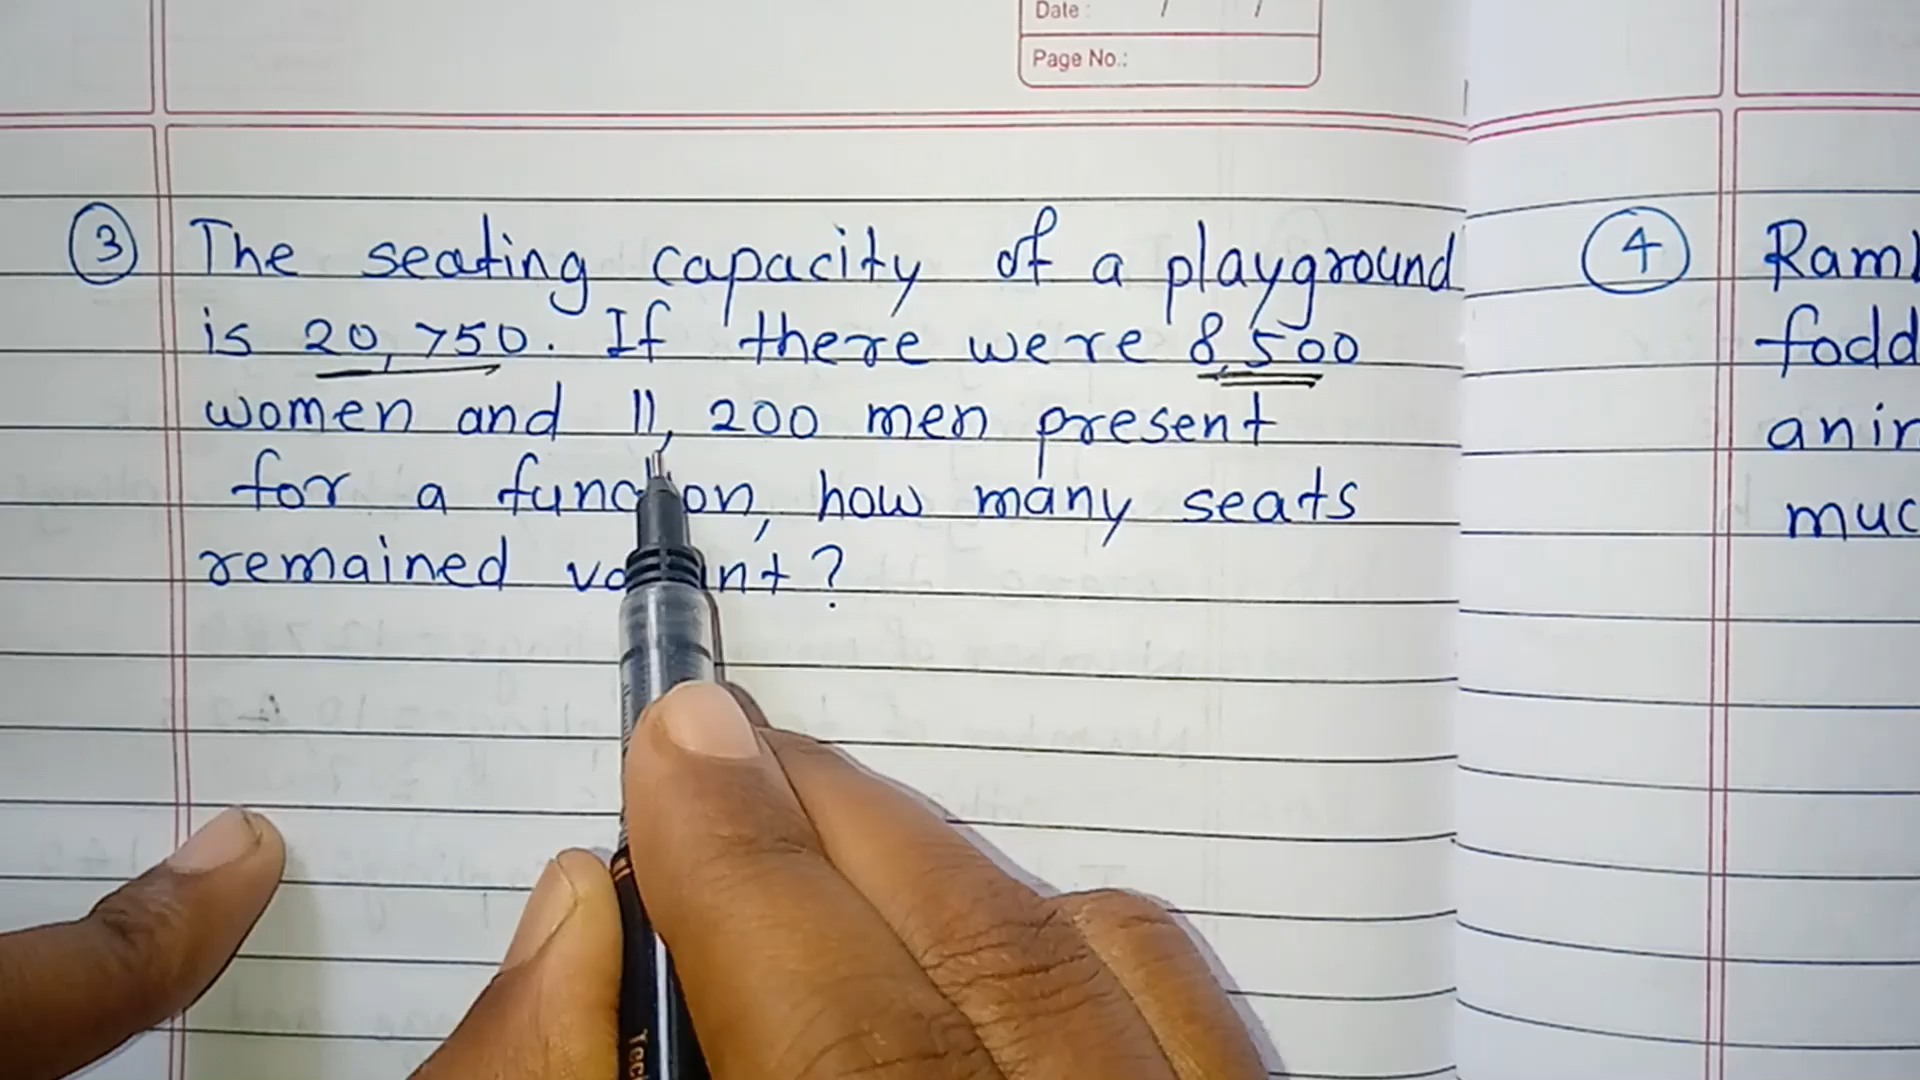 Date : / /
Page No.:
③ The seating capacity of a playground
is 20,750. If there were 8,500
women and 11,200 men present
for a function, how many seats
remained vacant?
④ Ram
fodd
anin
muc